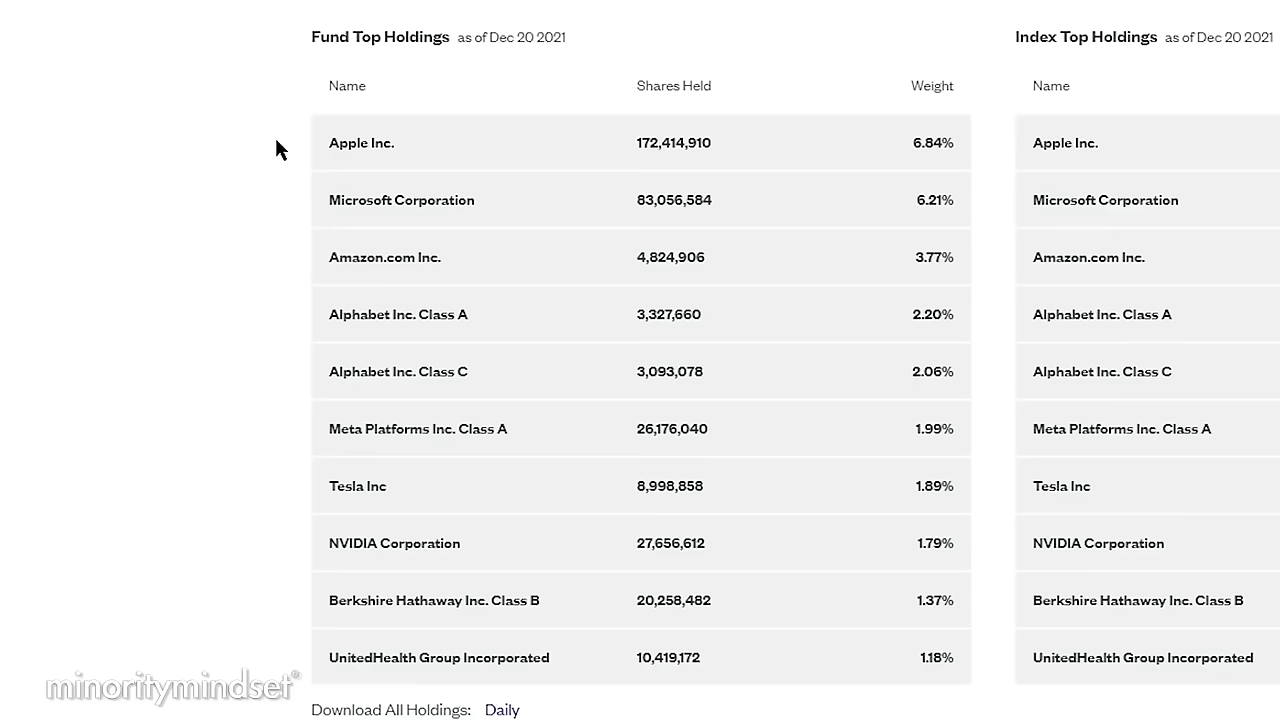 Fund Top Holdings as of Dec 20 2021
Name Shares Held Weight
Apple Inc. 172,414,910 6.84%
Microsoft Corporation 83,056,584 6.21%
Amazon.com Inc. 4,824,906 3.77%
Alphabet Inc. Class A 3,327,660 2.20%
Alphabet Inc. Class C 3,093,078 2.06%
Meta Platforms Inc. Class A 26,176,040 1.99%
Tesla Inc 8,998,858 1.89%
NVIDIA Corporation 27,656,612 1.79%
Berkshire Hathaway Inc. Class B 20,258,482 1.37%
UnitedHealth Group Incorporated 10,419,172 1.18%
Download All Holdings: Daily
Index Top Holdings as of Dec 20 2021
Name
Apple Inc.
Microsoft Corporation
Amazon.com Inc.
Alphabet Inc. Class A
Alphabet Inc. Class C
Meta Platforms Inc. Class A
Tesla Inc
NVIDIA Corporation
Berkshire Hathaway Inc. Class B
UnitedHealth Group Incorporated
minoritymindset®